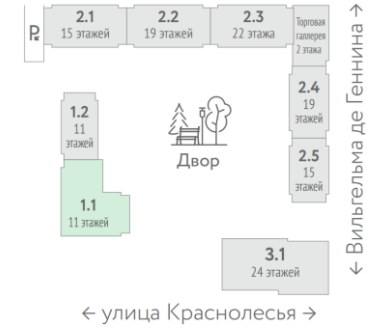 2.1
15 этажей
2.2
19 этажей
2.3
22 этажа
Торговая
галлерея
2 этажа
2.4
19
этажей
1.2
11
этажей
Двор
2.5
15
этажей
1.1
11 этажей
3.1
24 этажей
← Вильгельма де Геннина →
← улица Краснолесья →